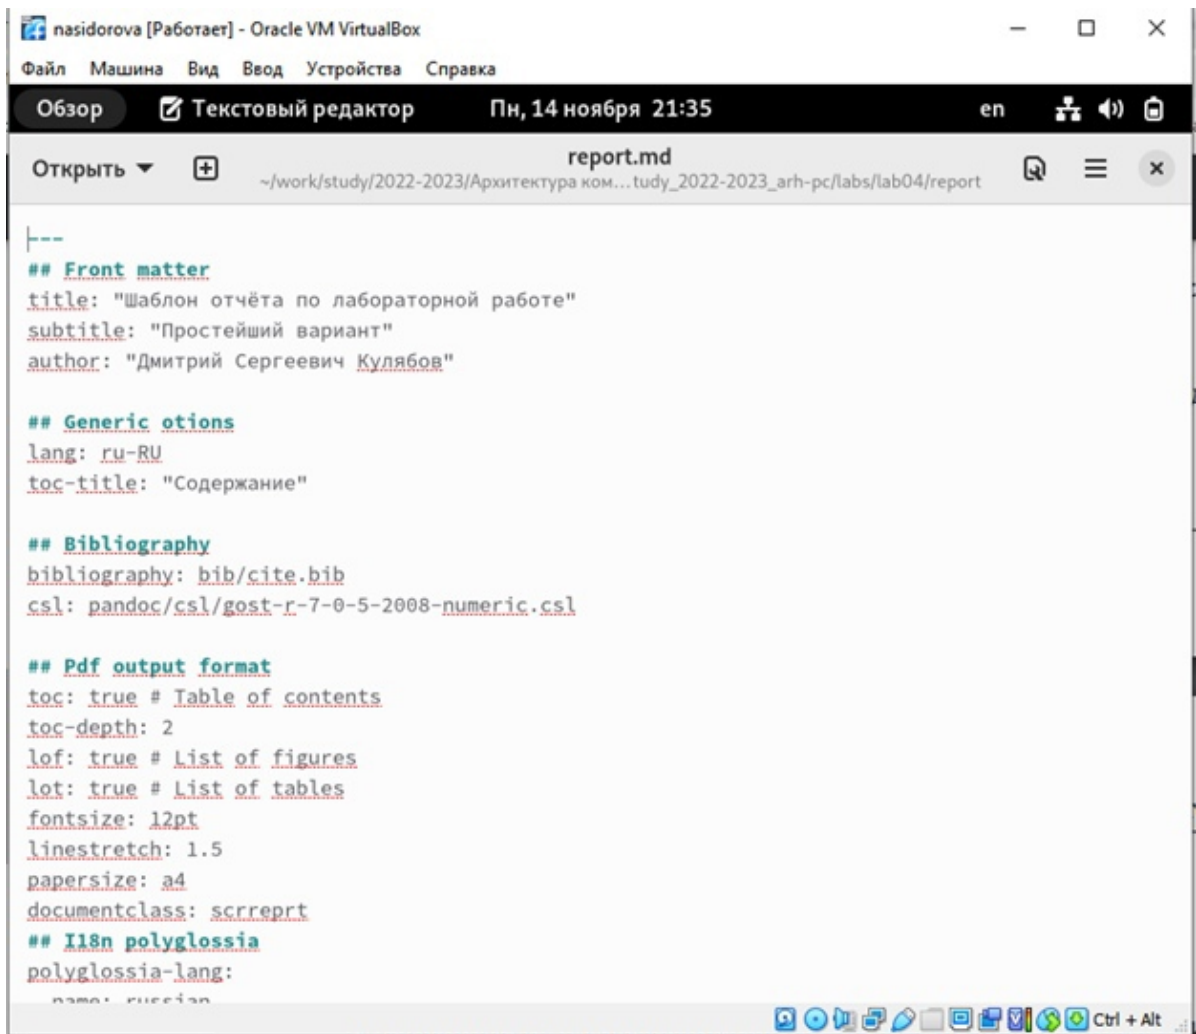 nasidorova [Работает] - Oracle VM VirtualBox
Файл Машина Вид Ввод Устройства Справка
Обзор Текстовый редактор Пн, 14 ноября 21:35 en
Открыть report.md
~/work/study/2022-2023/Архитектура ком...tudy_2022-2023_arh-pc/labs/lab04/report
---
## Front matter
title: "Шаблон отчёта по лабораторной работе"
subtitle: "Простейший вариант"
author: "Дмитрий Сергеевич Кулябов"
## Generic otions
lang: ru-RU
toc-title: "Содержание"
## Bibliography
bibliography: bib/cite.bib
csl: pandoc/csl/gost-r-7-0-5-2008-numeric.csl
## Pdf output format
toc: true # Table of contents
toc-depth: 2
lof: true # List of figures
lot: true # List of tables
fontsize: 12pt
linestretch: 1.5
papersize: a4
documentclass: scrreprt
## I18n polyglossia
polyglossia-lang:
name: russian
Ctrl + Alt